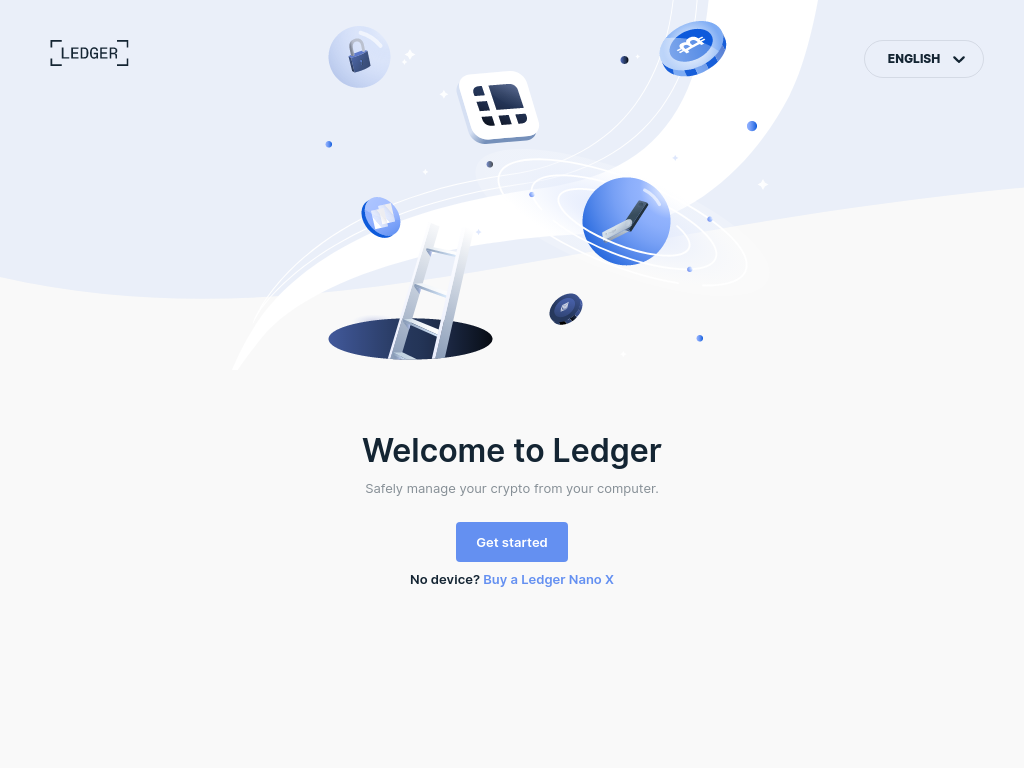 LEDGER
ENGLISH
Welcome to Ledger
Safely manage your crypto from your computer.
Get started
No device? Buy a Ledger Nano X